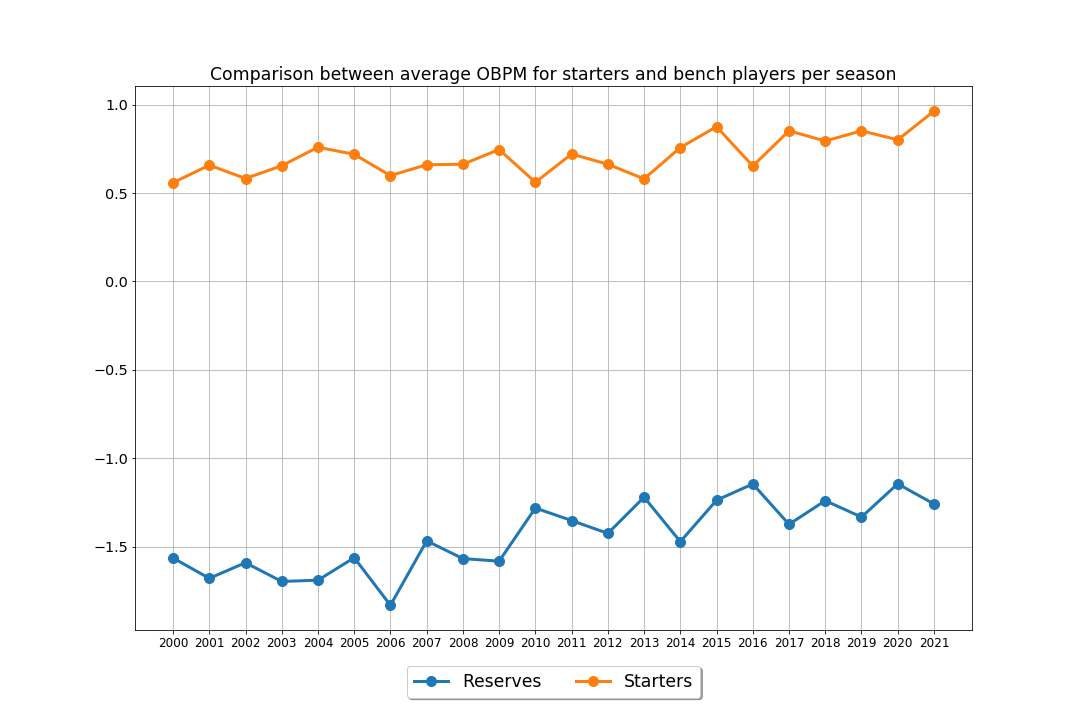 Comparison between average OBPM for starters and bench players per season
1.0
0.5
0.0
−0.5
−1.0
−1.5
2000 2001 2002 2003 2004 2005 2006 2007 2008 2009 2010 2011 2012 2013 2014 2015 2016 2017 2018 2019 2020 2021
Reserves Starters